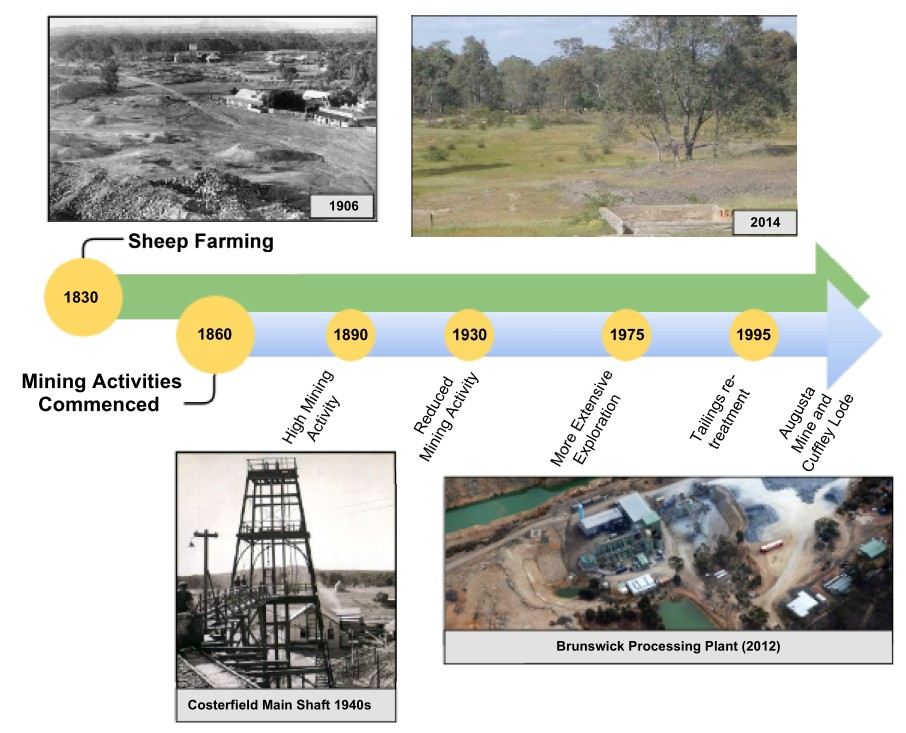 1906
15
2014
Sheep Farming
1830
1860
1890
1930
1975
1995
Mining Activities
Commenced
High Mining
Activity
Reduced
Mining Activity
More Extensive
Exploration
Tailings re-
treatment
Augusta
Mine and
Cuffley Lode
Costerfield Main Shaft 1940s
Brunswick Processing Plant (2012)